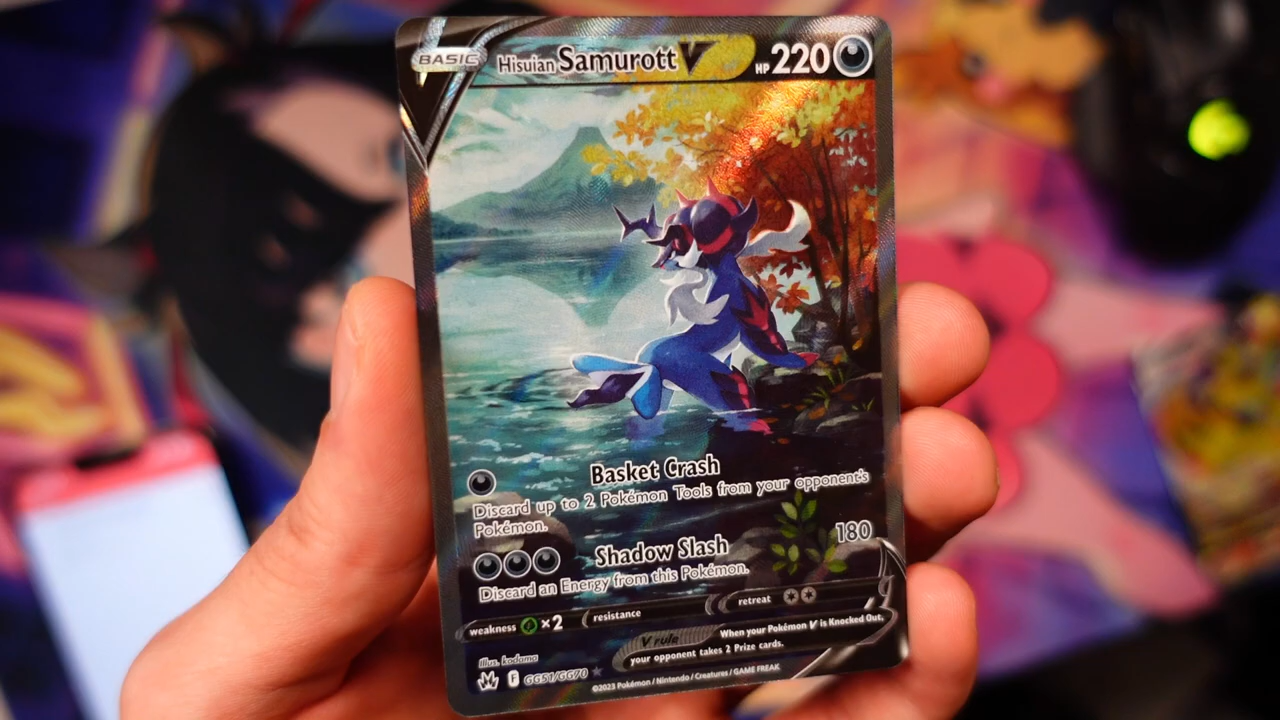 BASIC
Hisuian Samurott V HP 220
Basket Crash
Discard up to 2 Pokémon Tools from your opponent's
Pokémon.
Shadow Slash 180
Discard an Energy from this Pokémon.
weakness ×2 resistance retreat
V rule When your Pokémon V is Knocked Out,
your opponent takes 2 Prize cards.
Illus. kodama
F GG51/GG70
©2023 Pokémon / Nintendo / Creatures / GAME FREAK